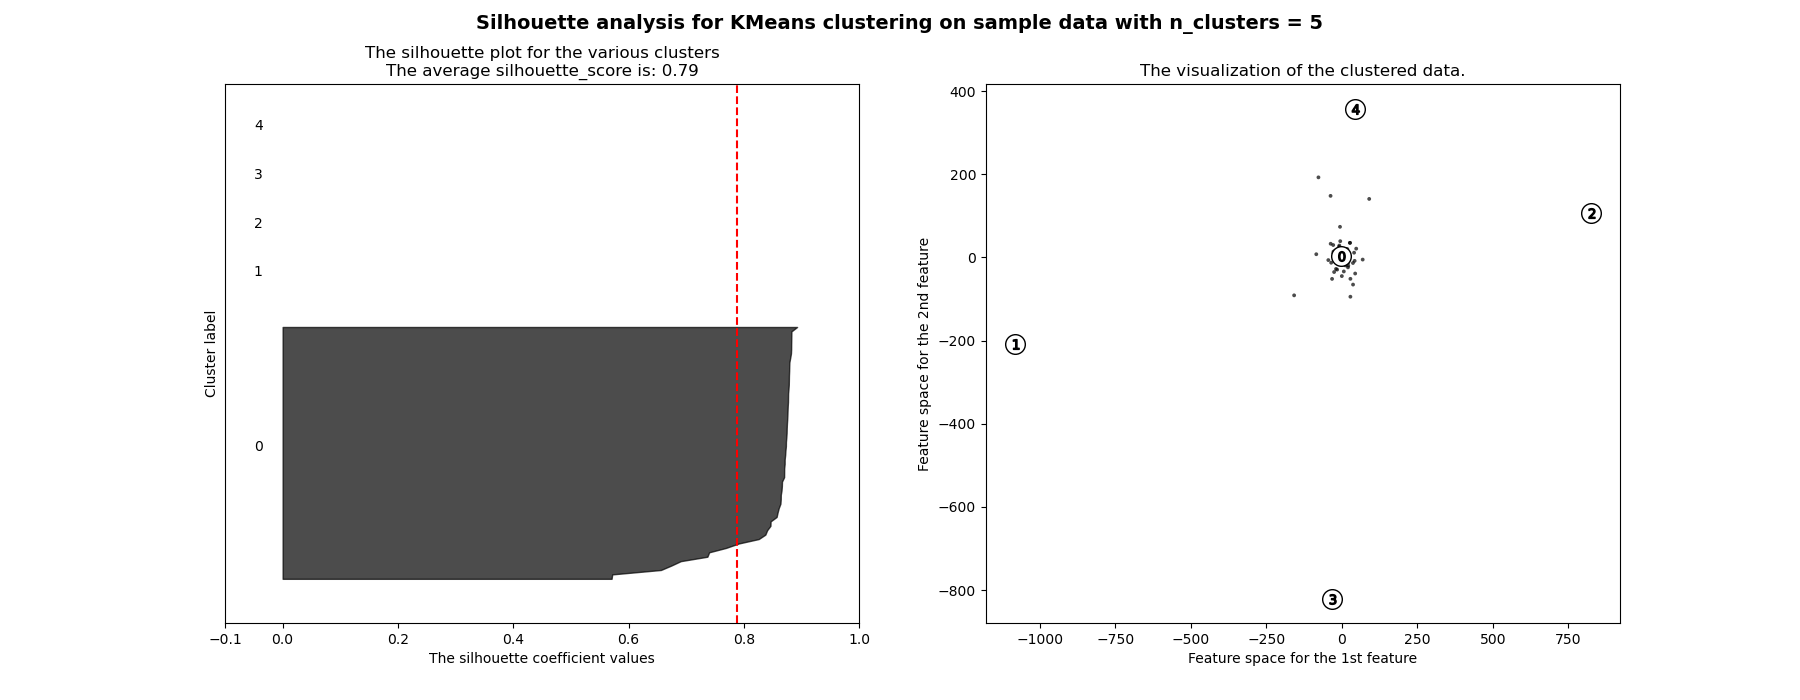 Silhouette analysis for KMeans clustering on sample data with n_clusters = 5
The silhouette plot for the various clusters
The average silhouette_score is: 0.79
4
3
2
1
0
Cluster label
−0.1 0.0 0.2 0.4 0.6 0.8 1.0
The silhouette coefficient values
The visualization of the clustered data.
400
200
0
−200
−400
−600
−800
Feature space for the 2nd feature
4
2
0
1
3
−1000 −750 −500 −250 0 250 500 750
Feature space for the 1st feature